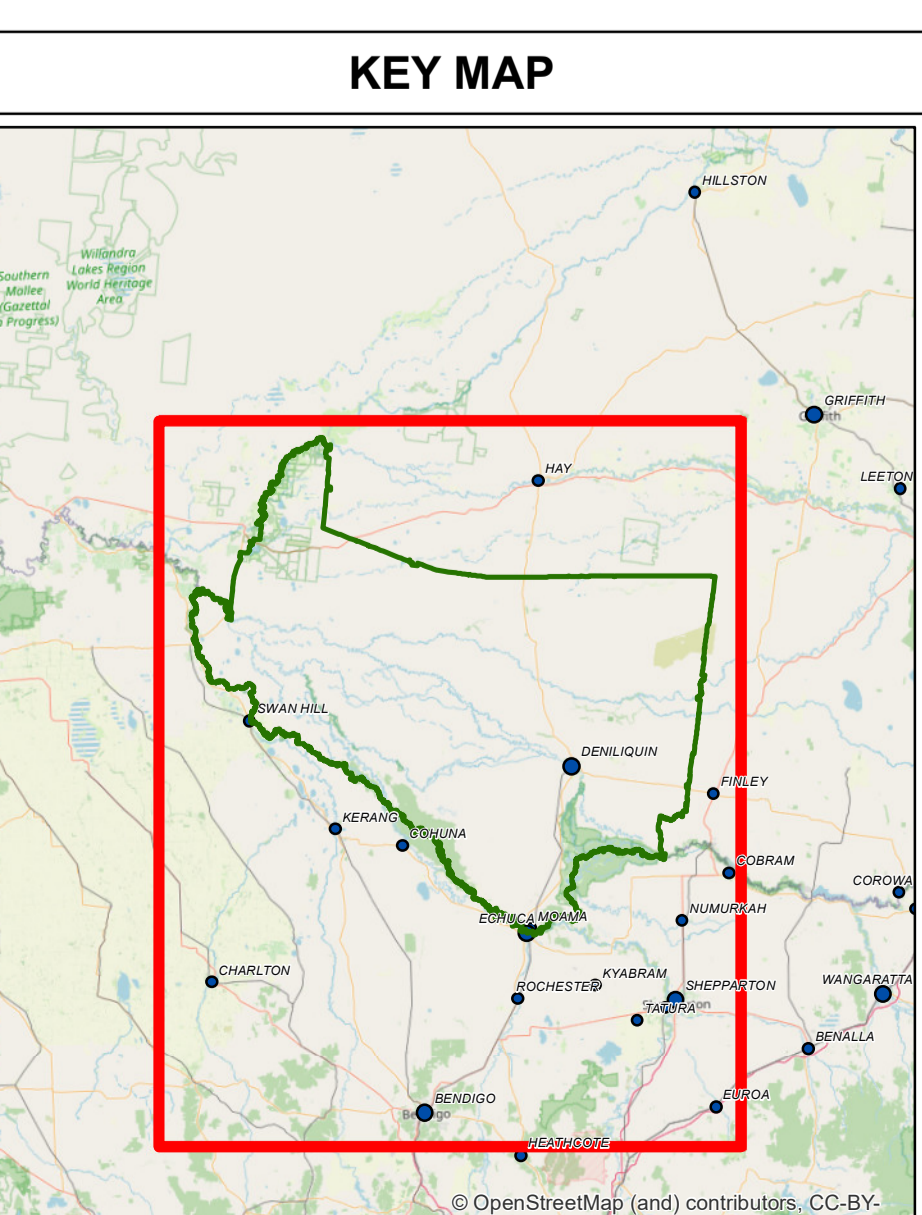 KEY MAP
HILLSTON
Willandra
Lakes Region
World Heritage
Area
Southern
Mallee
(Gazettal
n Progress)
GRIFFITH
HAY
LEETON
SWAN HILL
DENILIQUIN
FINLEY
KERANG
COHUNA
COBRAM
COROWA
ECHUCA MOAMA
NUMURKAH
CHARLTON
KYABRAM
ROCHESTER
SHEPPARTON
WANGARATTA
TATURA
BENALLA
BENDIGO
EUROA
HEATHCOTE
© OpenStreetMap (and) contributors, CC-BY-